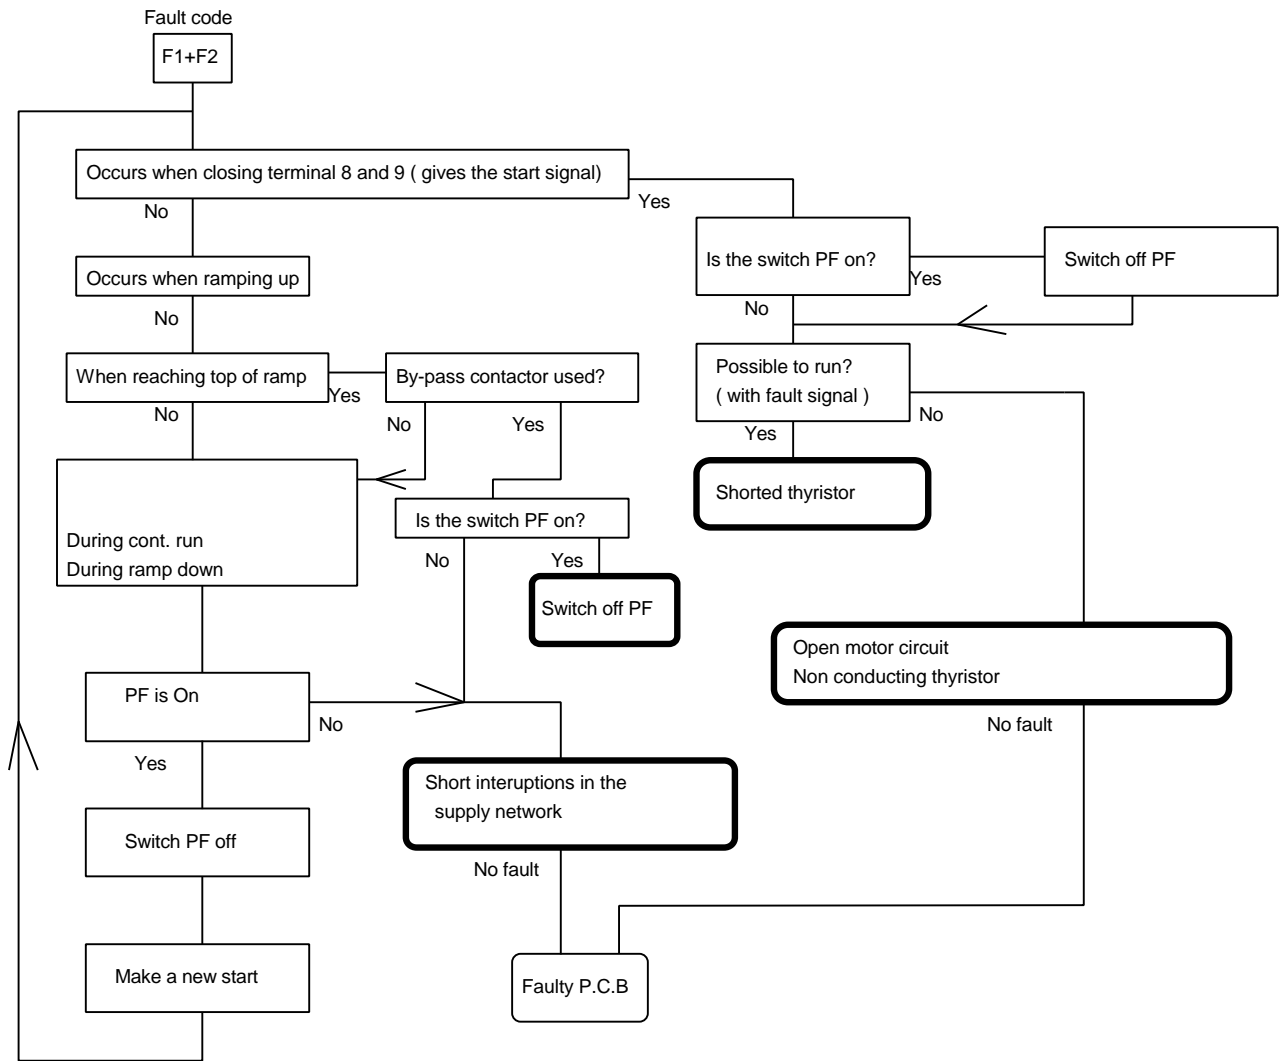 Fault code
F1+F2
Occurs when closing terminal 8 and 9 ( gives the start signal)
No
Yes
Occurs when ramping up
No
Is the switch PF on?
Yes
Switch off PF
No
When reaching top of ramp
Yes
By-pass contactor used?
No
No
Yes
Possible to run?
( with fault signal )
Yes
No
Shorted thyristor
During cont. run
During ramp down
Is the switch PF on?
No
Yes
Switch off PF
Open motor circuit
Non conducting thyristor
No fault
PF is On
No
Yes
Short interuptions in the
supply network
No fault
Switch PF off
Make a new start
Faulty P.C.B